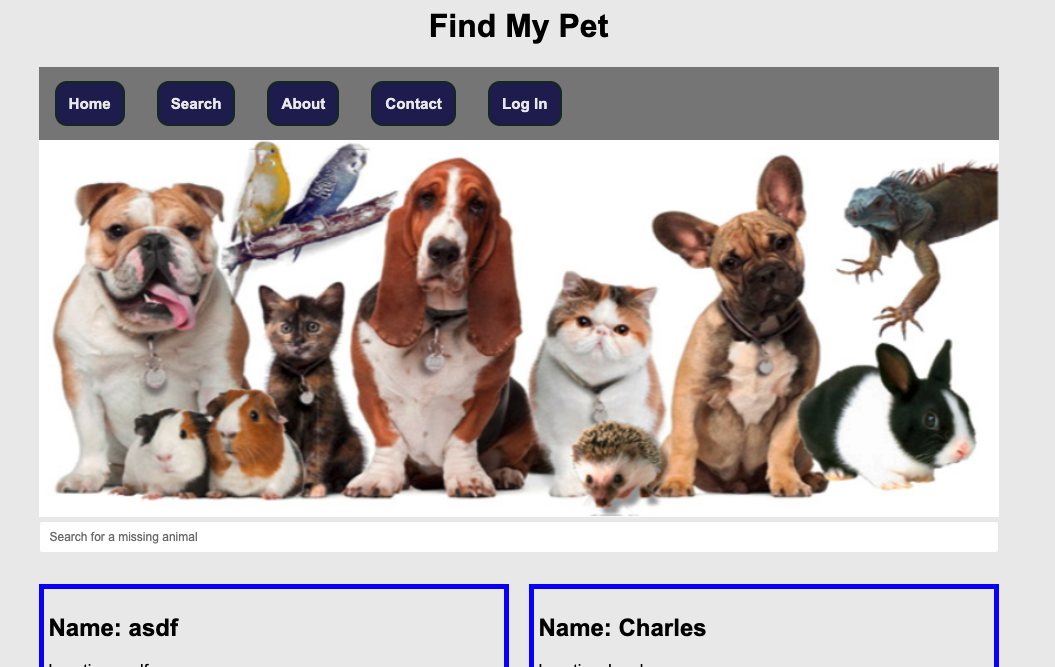 Find My Pet
Home Search About Contact Log In
Search for a missing animal
Name: asdf
Name: Charles